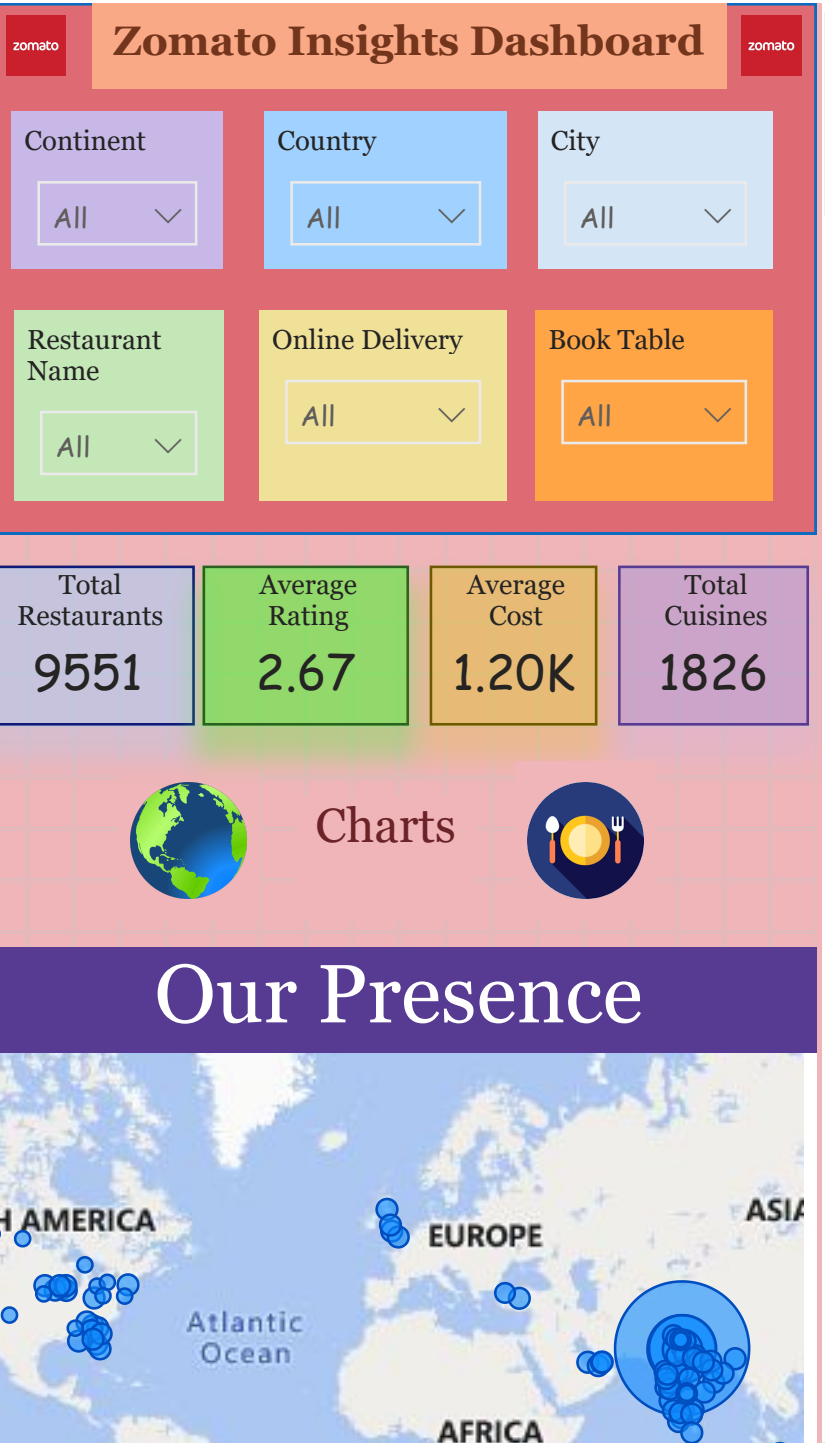 zomato
Zomato Insights Dashboard
zomato
Continent
Country
City
All
All
All
Restaurant
Name
Online Delivery
Book Table
All
All
All
Total
Restaurants
9551
Average
Rating
2.67
Average
Cost
1.20K
Total
Cuisines
1826
Charts
Our Presence
H AMERICA
EUROPE
ASIA
Atlantic
Ocean
AFRICA